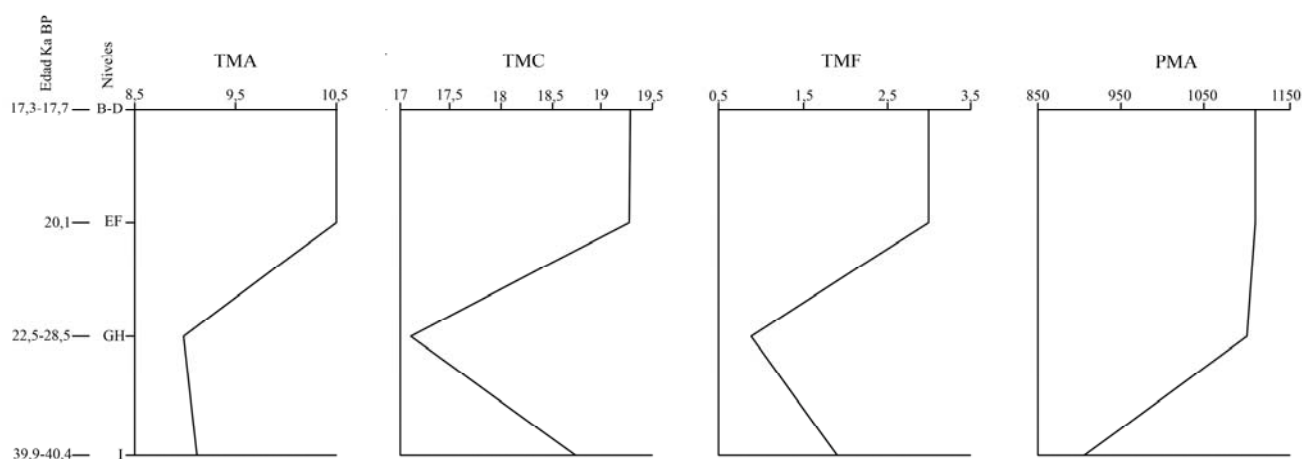 Edad Ka BP
Niveles
TMA
TMC
TMF
PMA
8,5 9,5 10,5
17 17,5 18 18,5 19 19,5
0,5 1,5 2,5 3,5
850 950 1050 1150
17,3-17,7 B-D
20,1 EF
22,5-28,5 GH
39,9-40,4 I